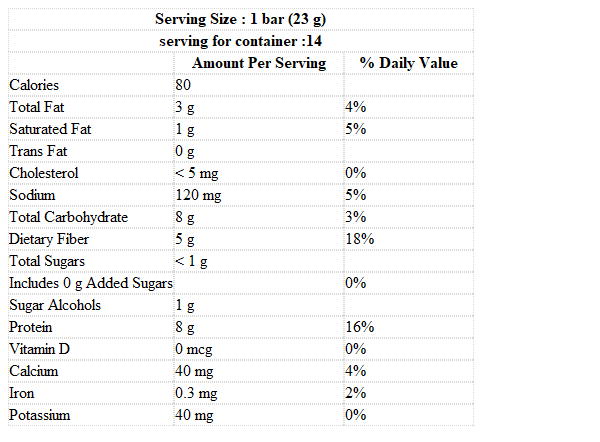 Serving Size : 1 bar (23 g)
serving for container :14
Amount Per Serving % Daily Value
Calories 80
Total Fat 3 g 4%
Saturated Fat 1 g 5%
Trans Fat 0 g
Cholesterol < 5 mg 0%
Sodium 120 mg 5%
Total Carbohydrate 8 g 3%
Dietary Fiber 5 g 18%
Total Sugars < 1 g
Includes 0 g Added Sugars 0%
Sugar Alcohols 1 g
Protein 8 g 16%
Vitamin D 0 mcg 0%
Calcium 40 mg 4%
Iron 0.3 mg 2%
Potassium 40 mg 0%